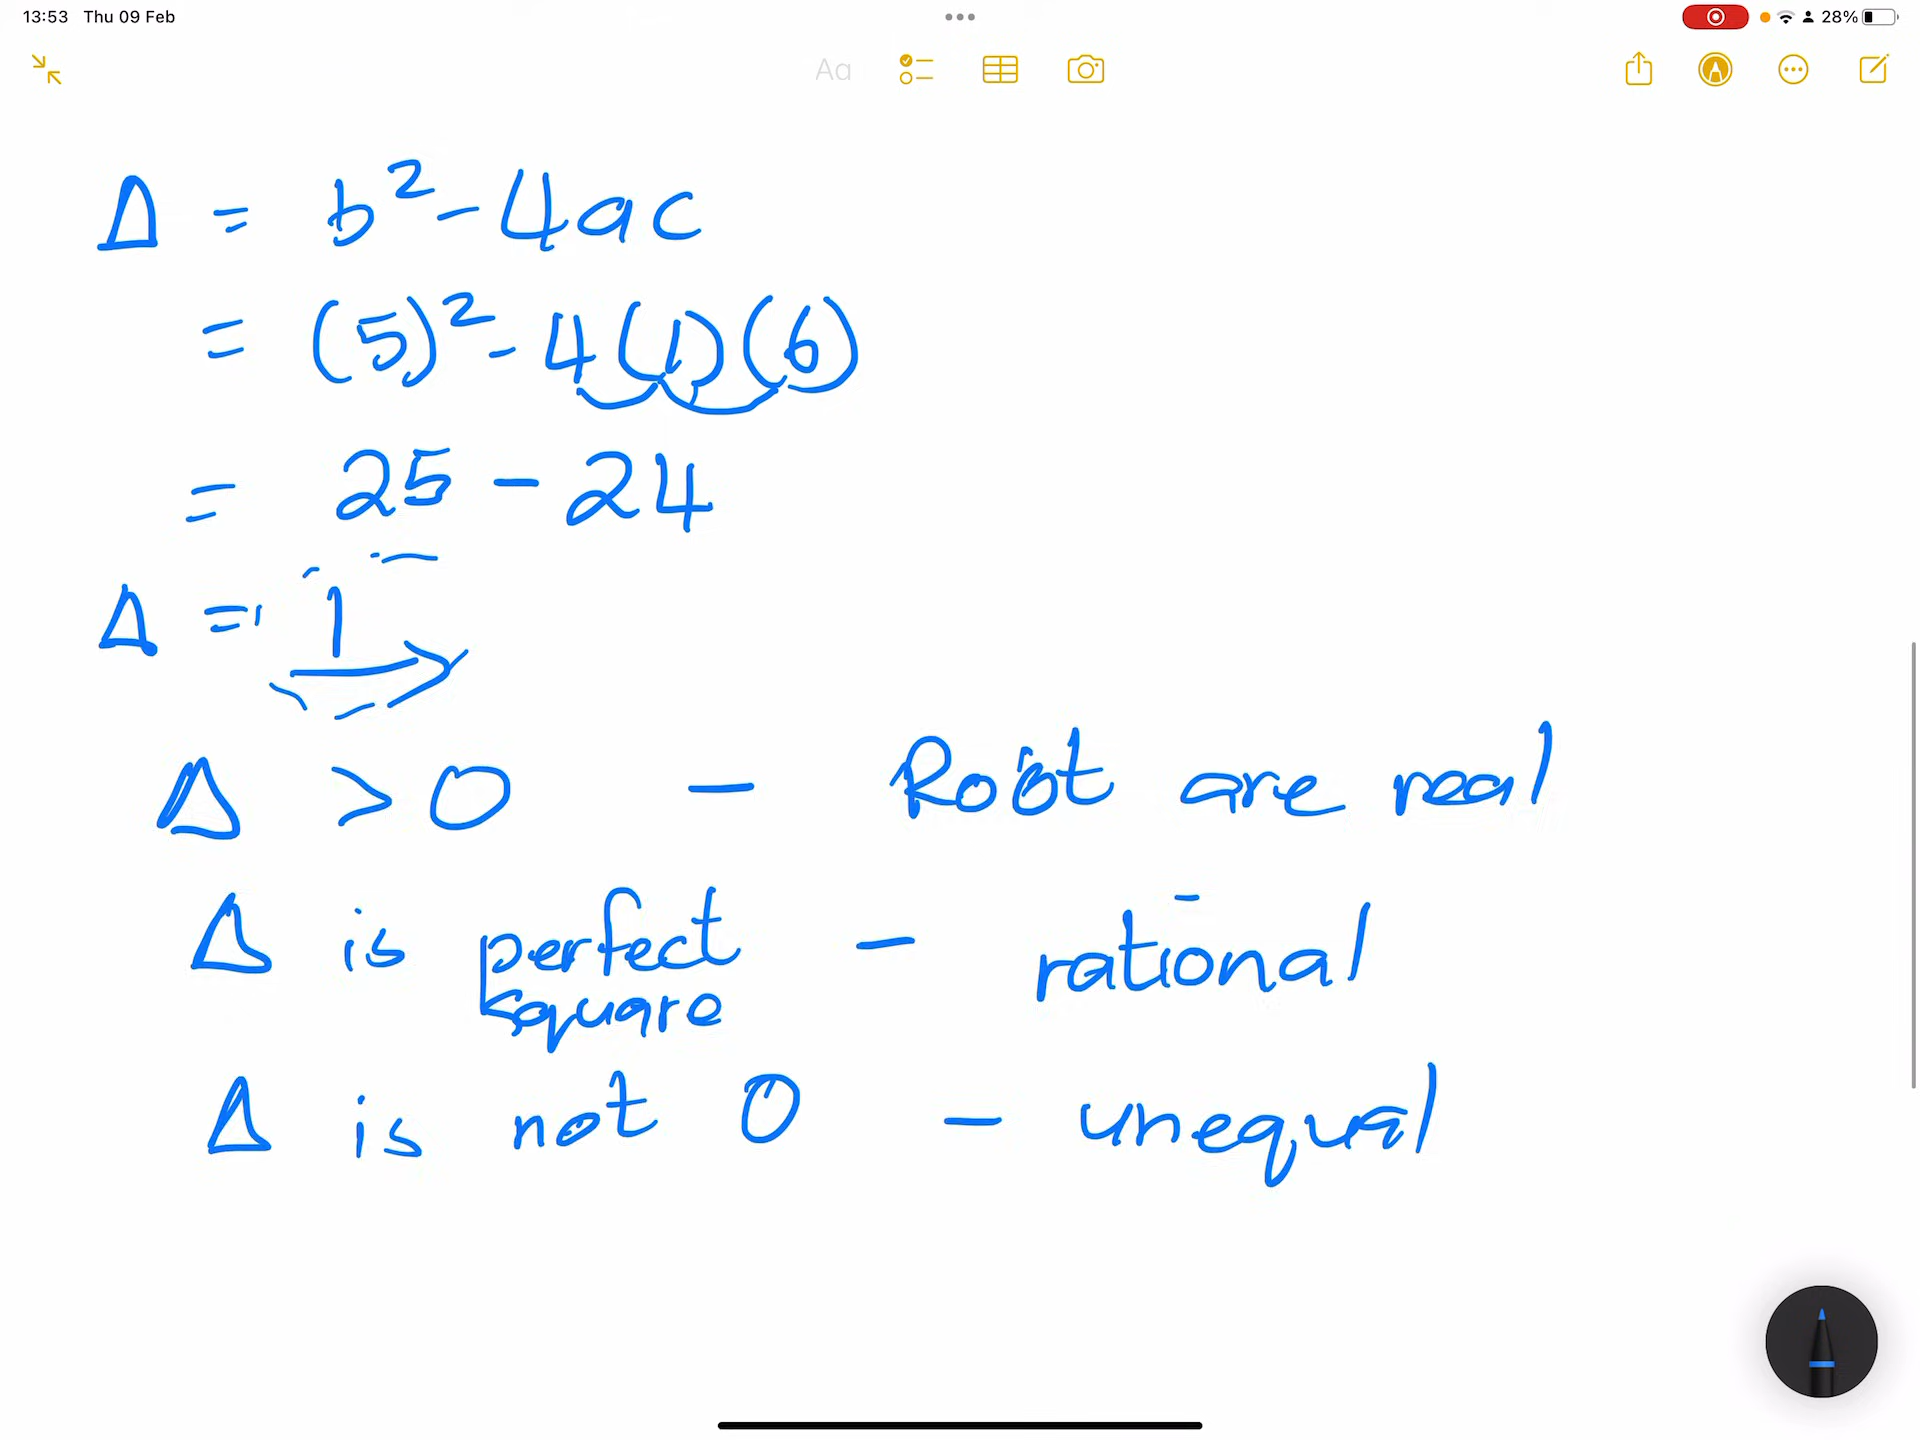 13:53 Thu 09 Feb
28%
Aa
Δ = b² - 4ac
= (5)² - 4(1)(6)
= 25 - 24
Δ = 1
Δ > 0 - Root are real
Δ is perfect square - rational
Δ is not 0 - unequal